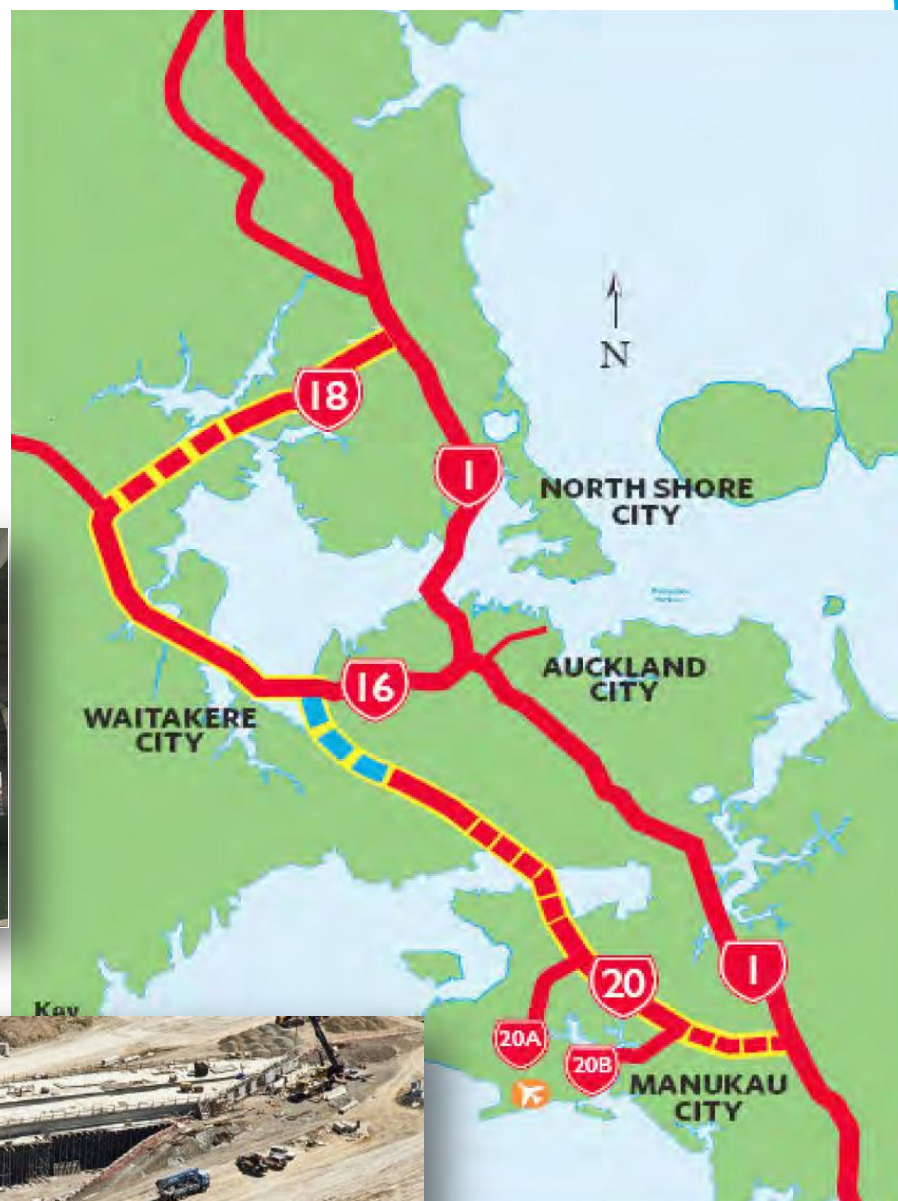 18
N
1
NORTH SHORE
CITY
AUCKLAND
CITY
16
WAITAKERE
CITY
1
20
20A
20B
MANUKAU
CITY
Key